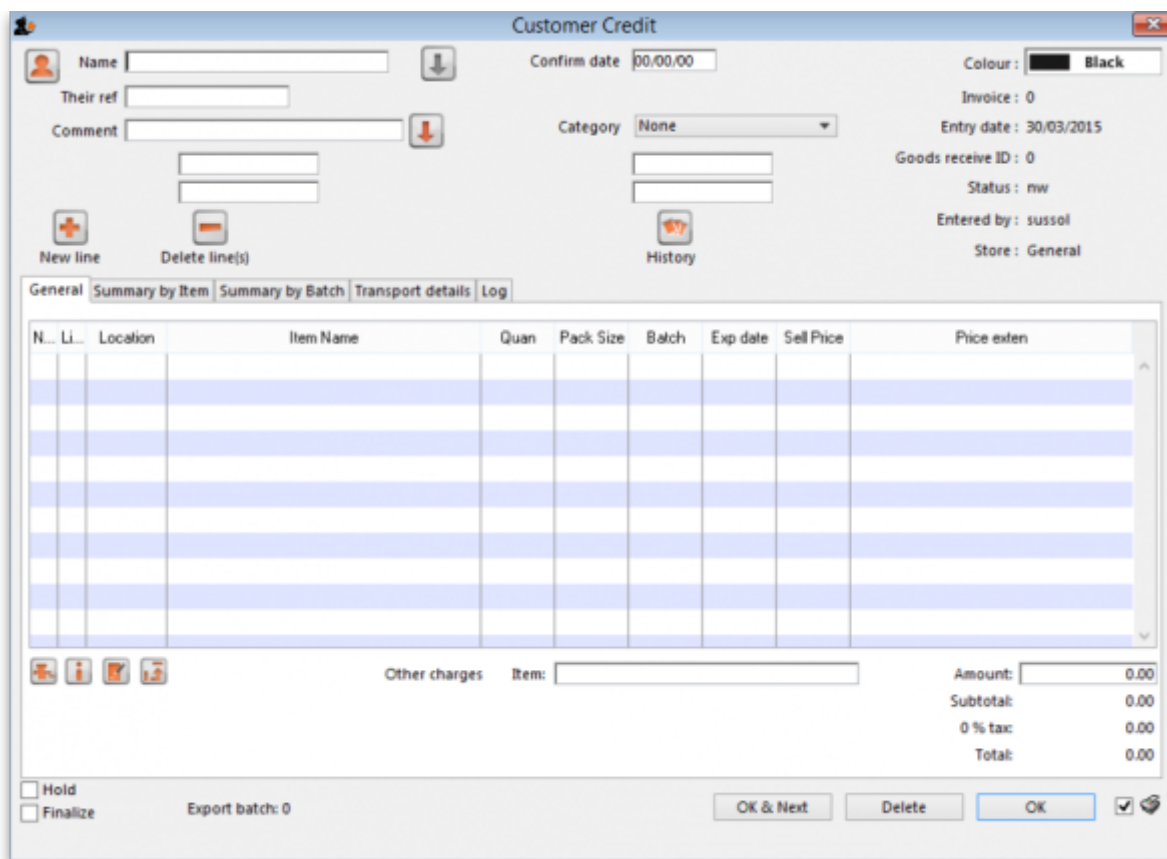 Customer Credit
Name
Confirm date 00/00/00
Colour : Black
Their ref
Invoice : 0
Comment
Category None
Entry date : 30/03/2015
Goods receive ID : 0
Status : nw
Entered by : sussol
New line
Delete line(s)
History
Store : General
General Summary by Item Summary by Batch Transport details Log
N... Li... Location Item Name Quan Pack Size Batch Exp date Sell Price Price exten
Other charges Item: Amount: 0.00
Subtotal: 0.00
0 % tax: 0.00
Total: 0.00
Hold
Finalize
Export batch: 0
OK & Next Delete OK